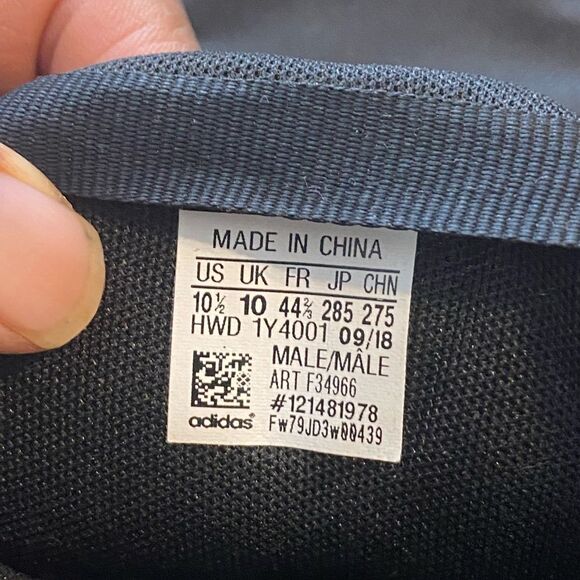 MADE IN CHINA
US UK FR JP CHN
10½ 10 44⅔ 285 275
HWD 1Y4001 09/18
MALE/MÂLE
ART F34966
#121481978
adidas® Fw79JD3w00439